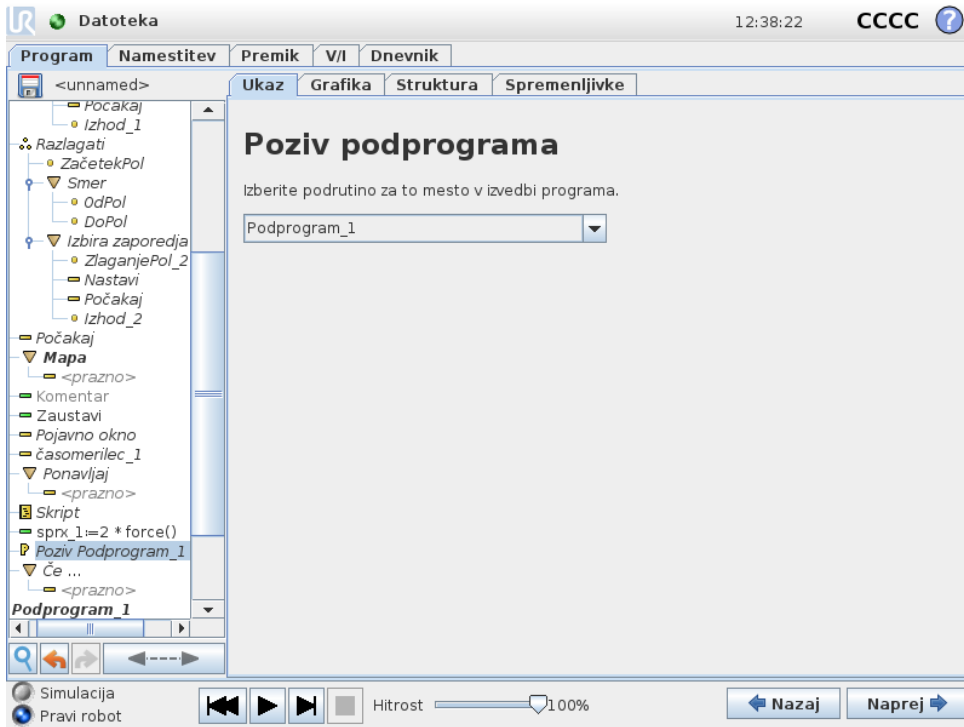 UR Datoteka 12:38:22 CCCC ?
Program Namestitev Premik V/I Dnevnik
<unnamed>
Ukaz Grafika Struktura Spremenljivke
Počakaj
Izhod_1
Razlagati
ZačetekPol
Smer
OdPol
DoPol
Izbira zaporedja
ZlaganjePol_2
Nastavi
Počakaj
Izhod_2
Počakaj
Mapa
<prazno>
Komentar
Zaustavi
Pojavno okno
časomerilec_1
Ponavljaj
<prazno>
Skript
sprx_1:=2 * force()
P Poziv Podprogram_1
Če ...
<prazno>
Podprogram_1
Poziv podprograma
Izberite podrutino za to mesto v izvedbi programa.
Podprogram_1
Simulacija
Pravi robot
Hitrost 100%
Nazaj Naprej